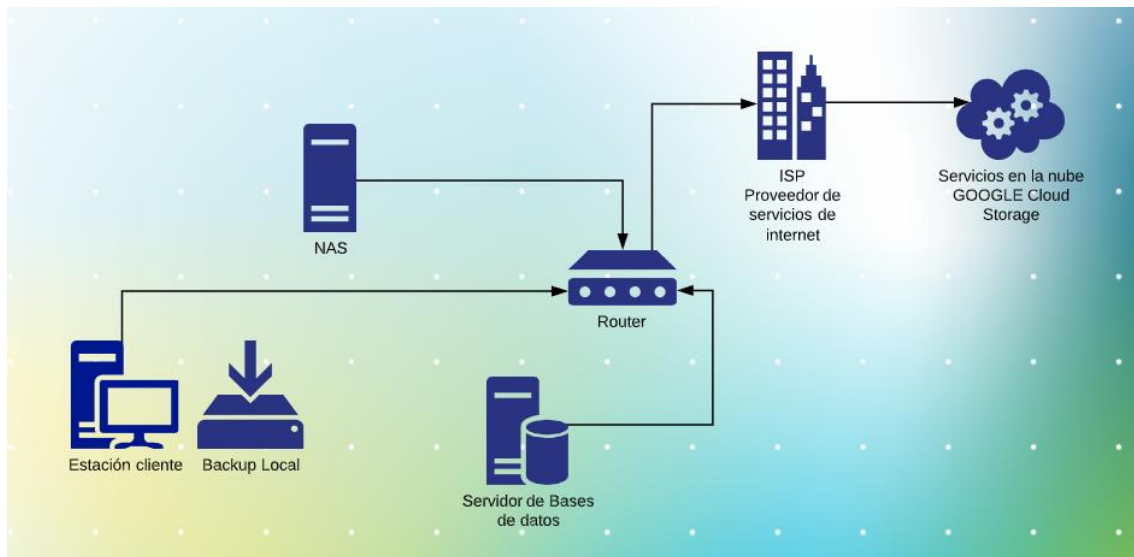 ISP
Proveedor de
servicios de
internet
Servicios en la nube
GOOGLE Cloud
Storage
NAS
Router
Estación cliente
Backup Local
Servidor de Bases
de datos